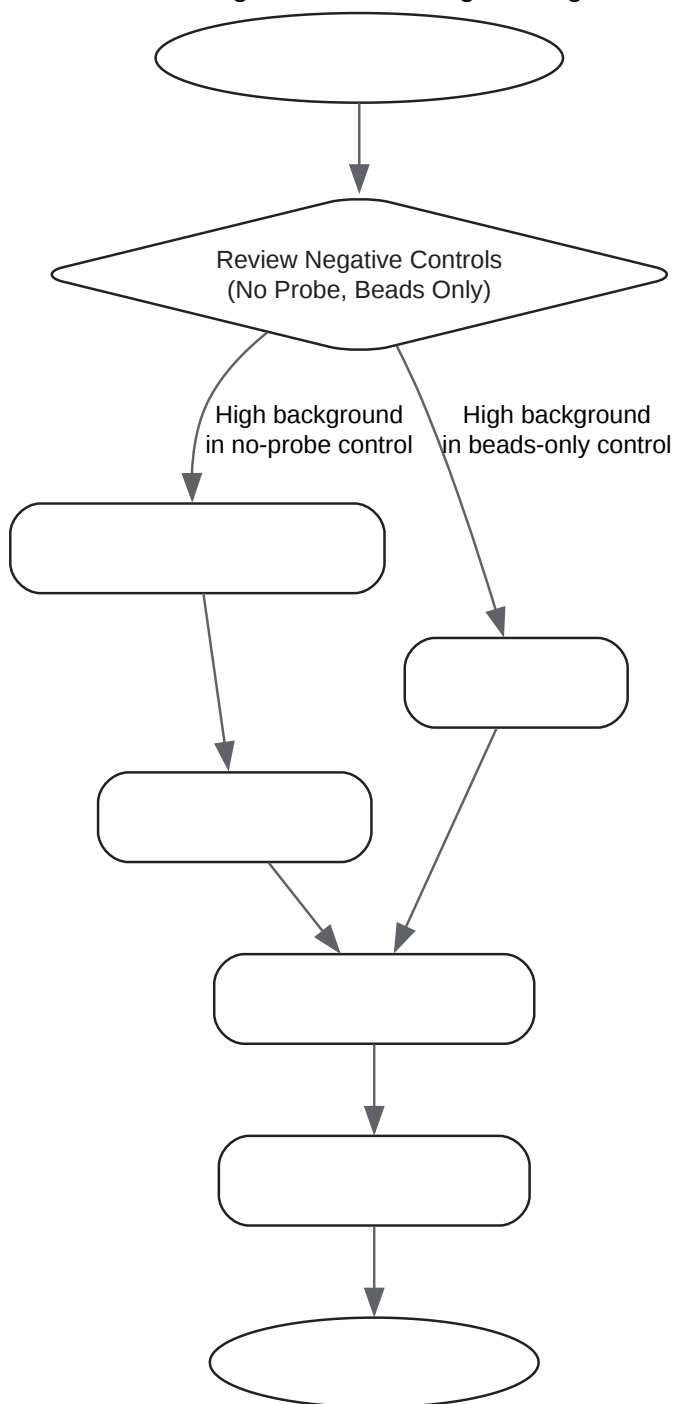 Review Negative Controls
(No Probe, Beads Only)
High background
in no-probe control
High background
in beads-only control